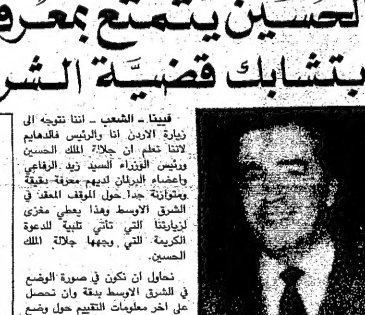 لحسين يتمتع بمعرف
بتشابك قضية الشر
فيينا ـ الشعب ـ اننا نتوجه الى
زيارة الاردن انا والرئيس فالدهايم
لاننا نعلم ان جلالة الملك الحسين
ورئيس الوزراء السيد زيد الرفاعي
واعضاء البرلمان لديهم معرفة دقيقة
ومتوازنة جدا حول الموقف المعقد في
الشرق الاوسط وهذا يعطي مغزى
لزيارتنا التي تأتي تلبية للدعوة
الكريمة التي وجهها جلالة الملك
الحسين.
نحاول ان نكون في صورة الوضع
في الشرق الاوسط بدقة وان نحصل
على اخر معلومات التقييم حول وضع